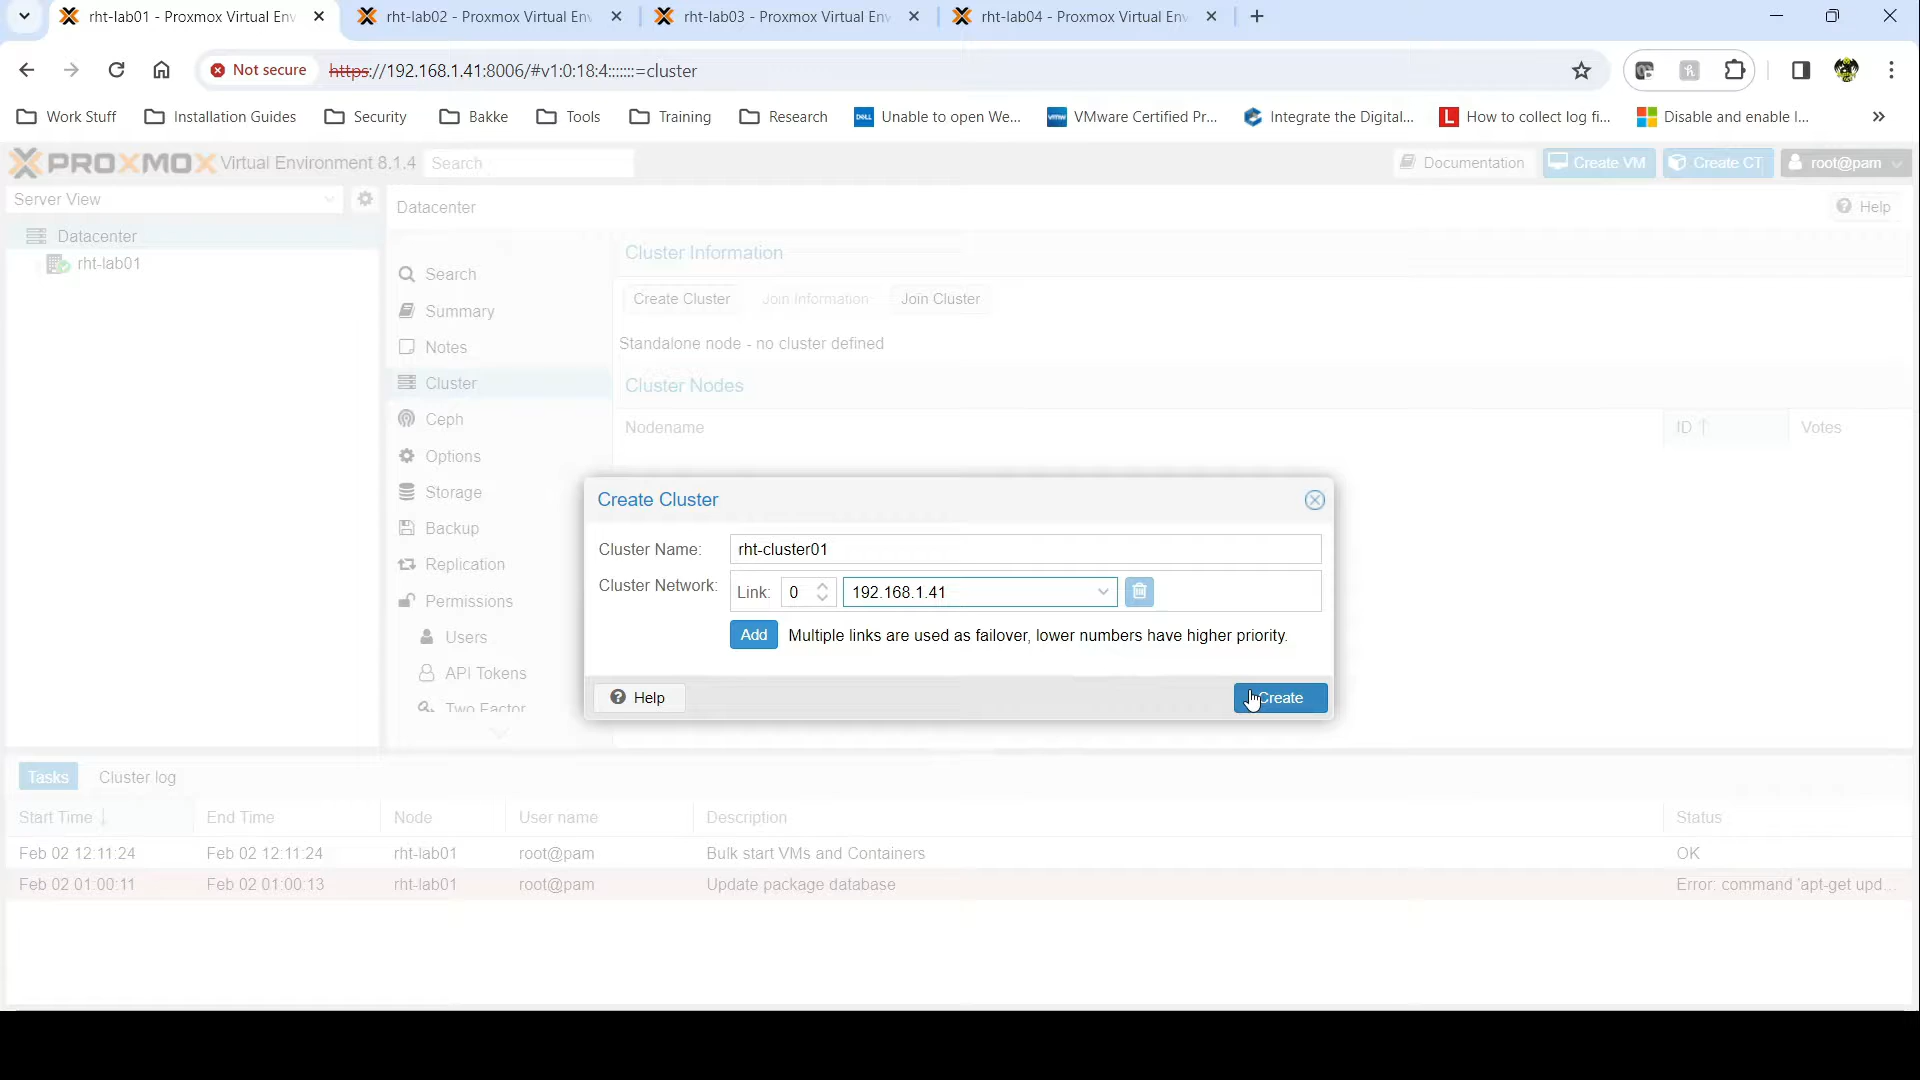 rht-lab01 - Proxmox Virtual Env
rht-lab02 - Proxmox Virtual Env
rht-lab03 - Proxmox Virtual Env
rht-lab04 - Proxmox Virtual Env
Not secure
https://192.168.1.41:8006/#v1:0:18:4:::::::=cluster
Work Stuff
Installation Guides
Security
Bakke
Tools
Training
Research
DELL
Unable to open We...
vmw
VMware Certified Pr...
Integrate the Digital...
L
How to collect log fi...
Disable and enable I...
PROXMOX Virtual Environment 8.1.4
Search
Documentation
Create VM
Create CT
root@pam
Server View
Datacenter
rht-lab01
Datacenter
Help
Search
Summary
Notes
Cluster
Ceph
Options
Storage
Backup
Replication
Permissions
Users
API Tokens
Two Factor
Cluster Information
Create Cluster
Join Information
Join Cluster
Standalone node - no cluster defined
Cluster Nodes
Nodename
ID
Votes
Create Cluster
Cluster Name:
rht-cluster01
Cluster Network:
Link:
0
192.168.1.41
Add
Multiple links are used as failover, lower numbers have higher priority.
Help
Create
Tasks
Cluster log
Start Time
End Time
Node
User name
Description
Status
Feb 02 12:11:24
Feb 02 12:11:24
rht-lab01
root@pam
Bulk start VMs and Containers
OK
Feb 02 01:00:11
Feb 02 01:00:13
rht-lab01
root@pam
Update package database
Error: command 'apt-get upd...